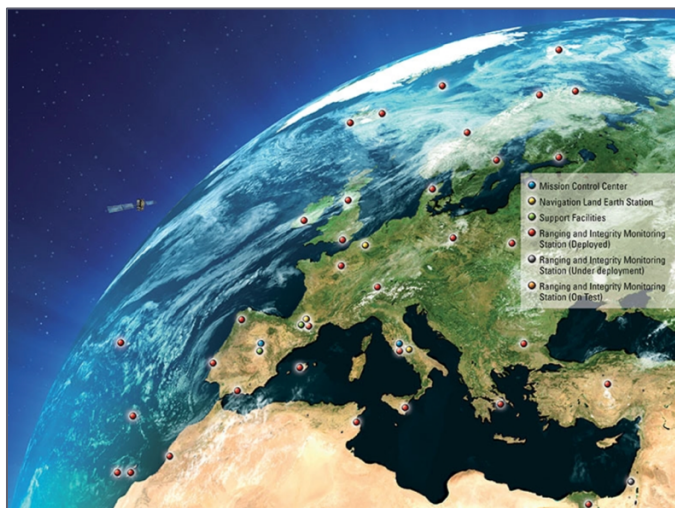 Mission Control Center
Navigation Land Earth Station
Support Facilities
Ranging and Integrity Monitoring
Station (Deployed)
Ranging and Integrity Monitoring
Station (Under deployment)
Ranging and Integrity Monitoring
Station (On Test)